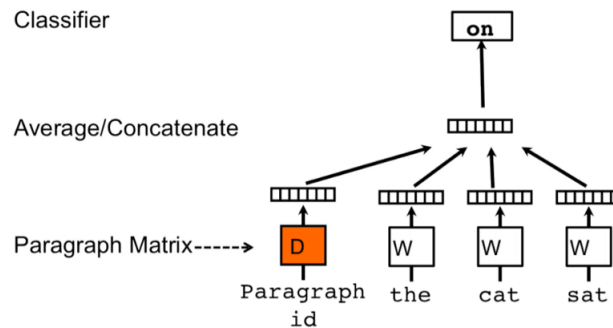 Classifier
on
Average/Concatenate
Paragraph Matrix
D
W
W
W
Paragraph
id
the
cat
sat